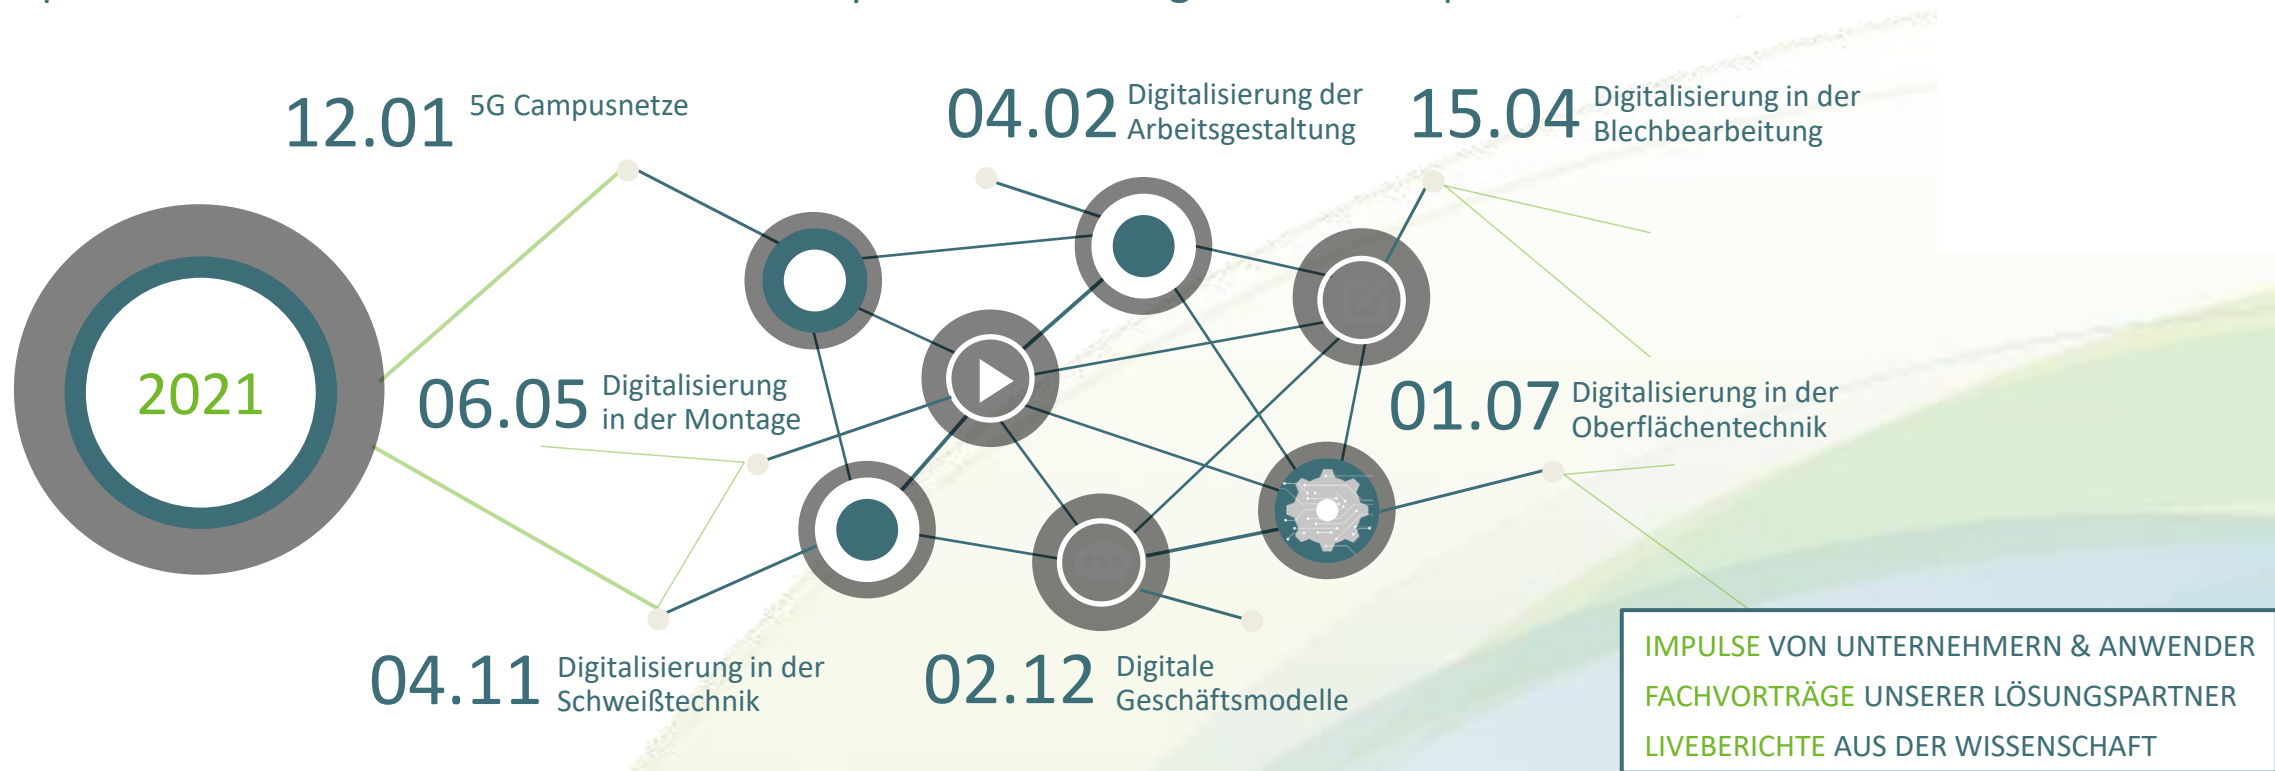 12.01 5G Campusnetze
04.02 Digitalisierung der
Arbeitsgestaltung
15.04 Digitalisierung in der
Blechbearbeitung
2021
06.05 Digitalisierung
in der Montage
01.07 Digitalisierung in der
Oberflächentechnik
04.11 Digitalisierung in der
Schweißtechnik
02.12 Digitale
Geschäftsmodelle
IMPULSE VON UNTERNEHMERN & ANWENDER
FACHVORTRÄGE UNSERER LÖSUNGSPARTNER
LIVEBERICHTE AUS DER WISSENSCHAFT